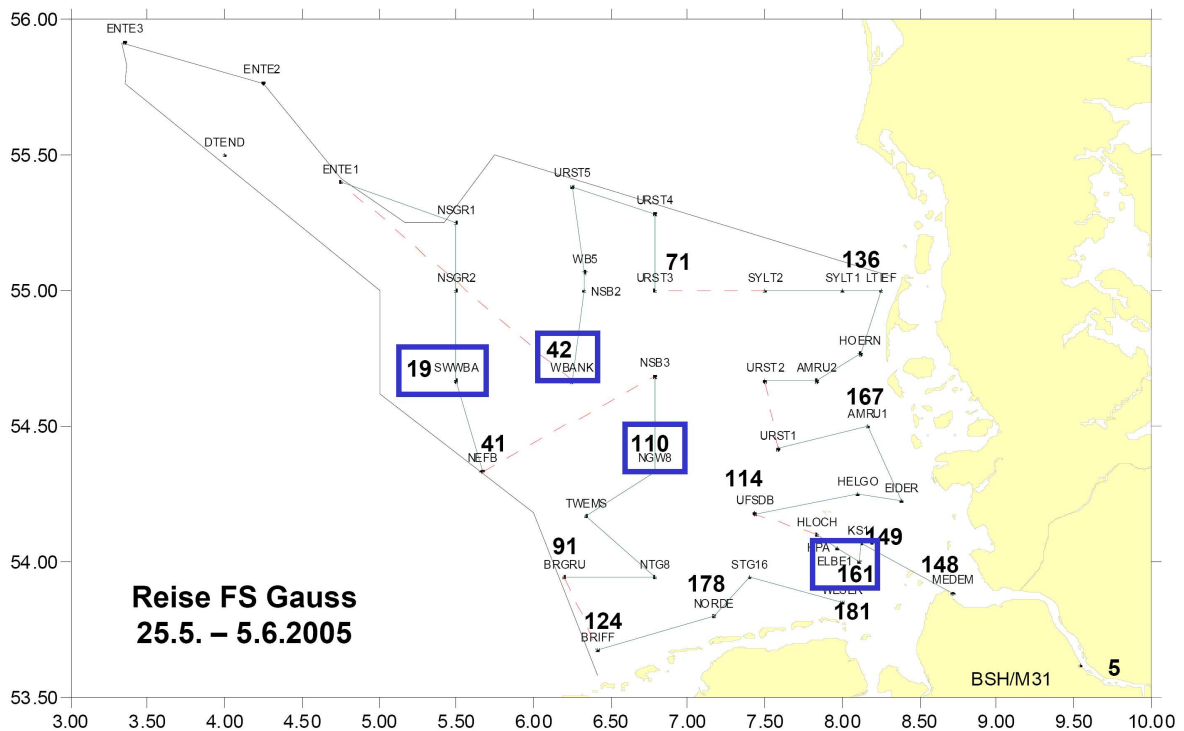 56.00
ENTE3
ENTE2
55.50
DTEND
ENTE1
URST5
URST4
NSGR1
WB5
71
136
NSGR2
NSB2
URST3
SYLT2
SYLT1
LTIEF
55.00
HOERN
42
19
SWWBA
WBANK
NSB3
URST2
AMRU2
167
AMRU1
54.50
41
110
URST1
NEFB
NGW8
114
HELGO
EIDER
UFSDB
TWEMS
HLOCH
KS11
149
HPA
91
ELBE1
54.00
BRGRU
NTG8
STG16
161
148
MEDEM
178
Reise FS Gauss
NORDE
181
25.5. – 5.6.2005
124
BRIFF
5
BSH/M31
53.50
3.00 3.50 4.00 4.50 5.00 5.50 6.00 6.50 7.00 7.50 8.00 8.50 9.00 9.50 10.00